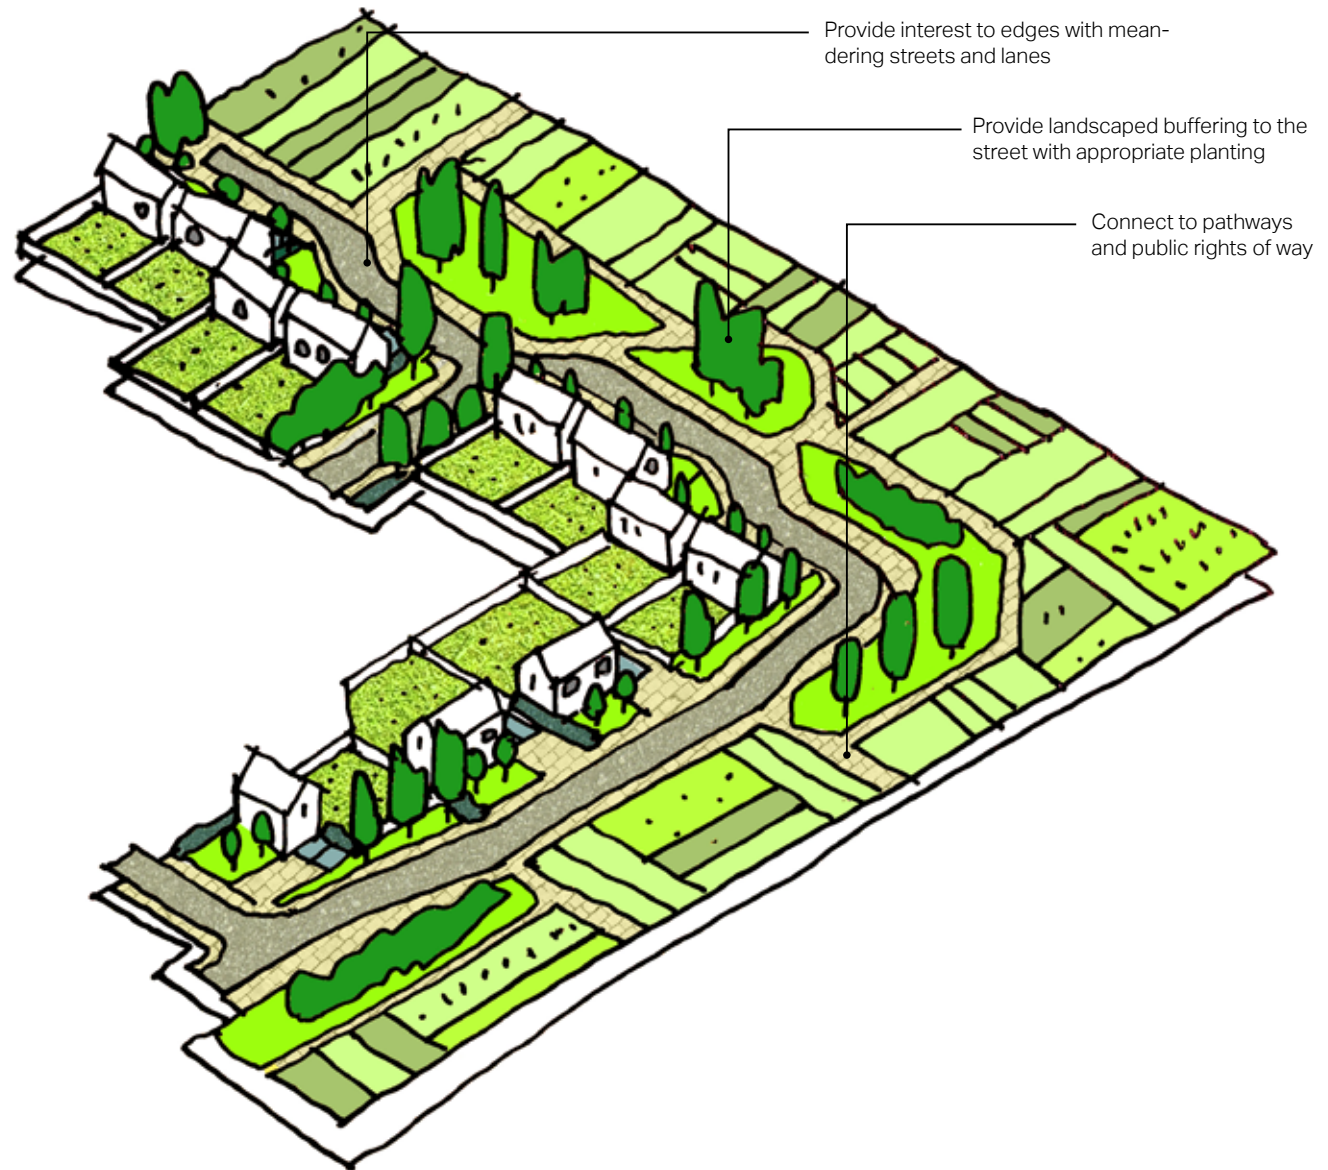 Provide interest to edges with mean-
dering streets and lanes
Provide landscaped buffering to the
street with appropriate planting
Connect to pathways
and public rights of way